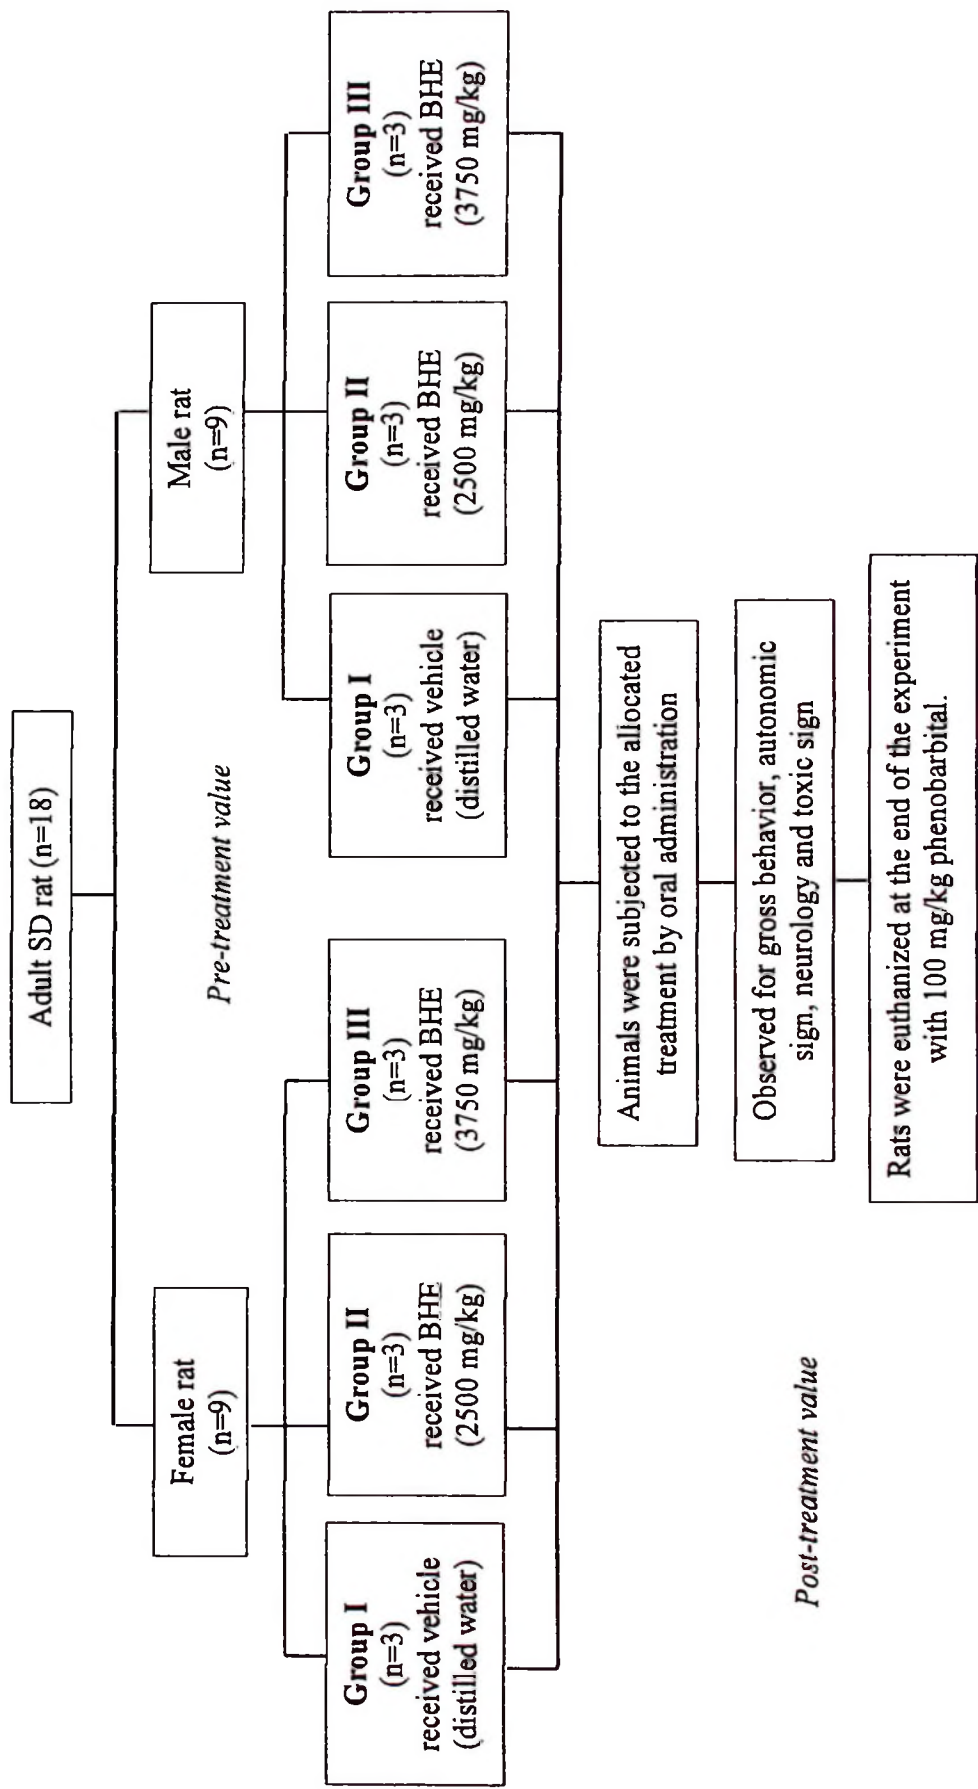 Adult SD rat (n=18)
Female rat
(n=9)
Pre-treatment value
Male rat
(n=9)
Group I
(n=3)
received vehicle
(distilled water)
Group II
(n=3)
received BHE
(2500 mg/kg)
Group III
(n=3)
received BHE
(3750 mg/kg)
Group I
(n=3)
received vehicle
(distilled water)
Group II
(n=3)
received BHE
(2500 mg/kg)
Group III
(n=3)
received BHE
(3750 mg/kg)
Animals were subjected to the allocated
treatment by oral administration
Post-treatment value
Observed for gross behavior, autonomic
sign, neurology and toxic sign
Rats were euthanized at the end of the experiment
with 100 mg/kg phenobarbital.